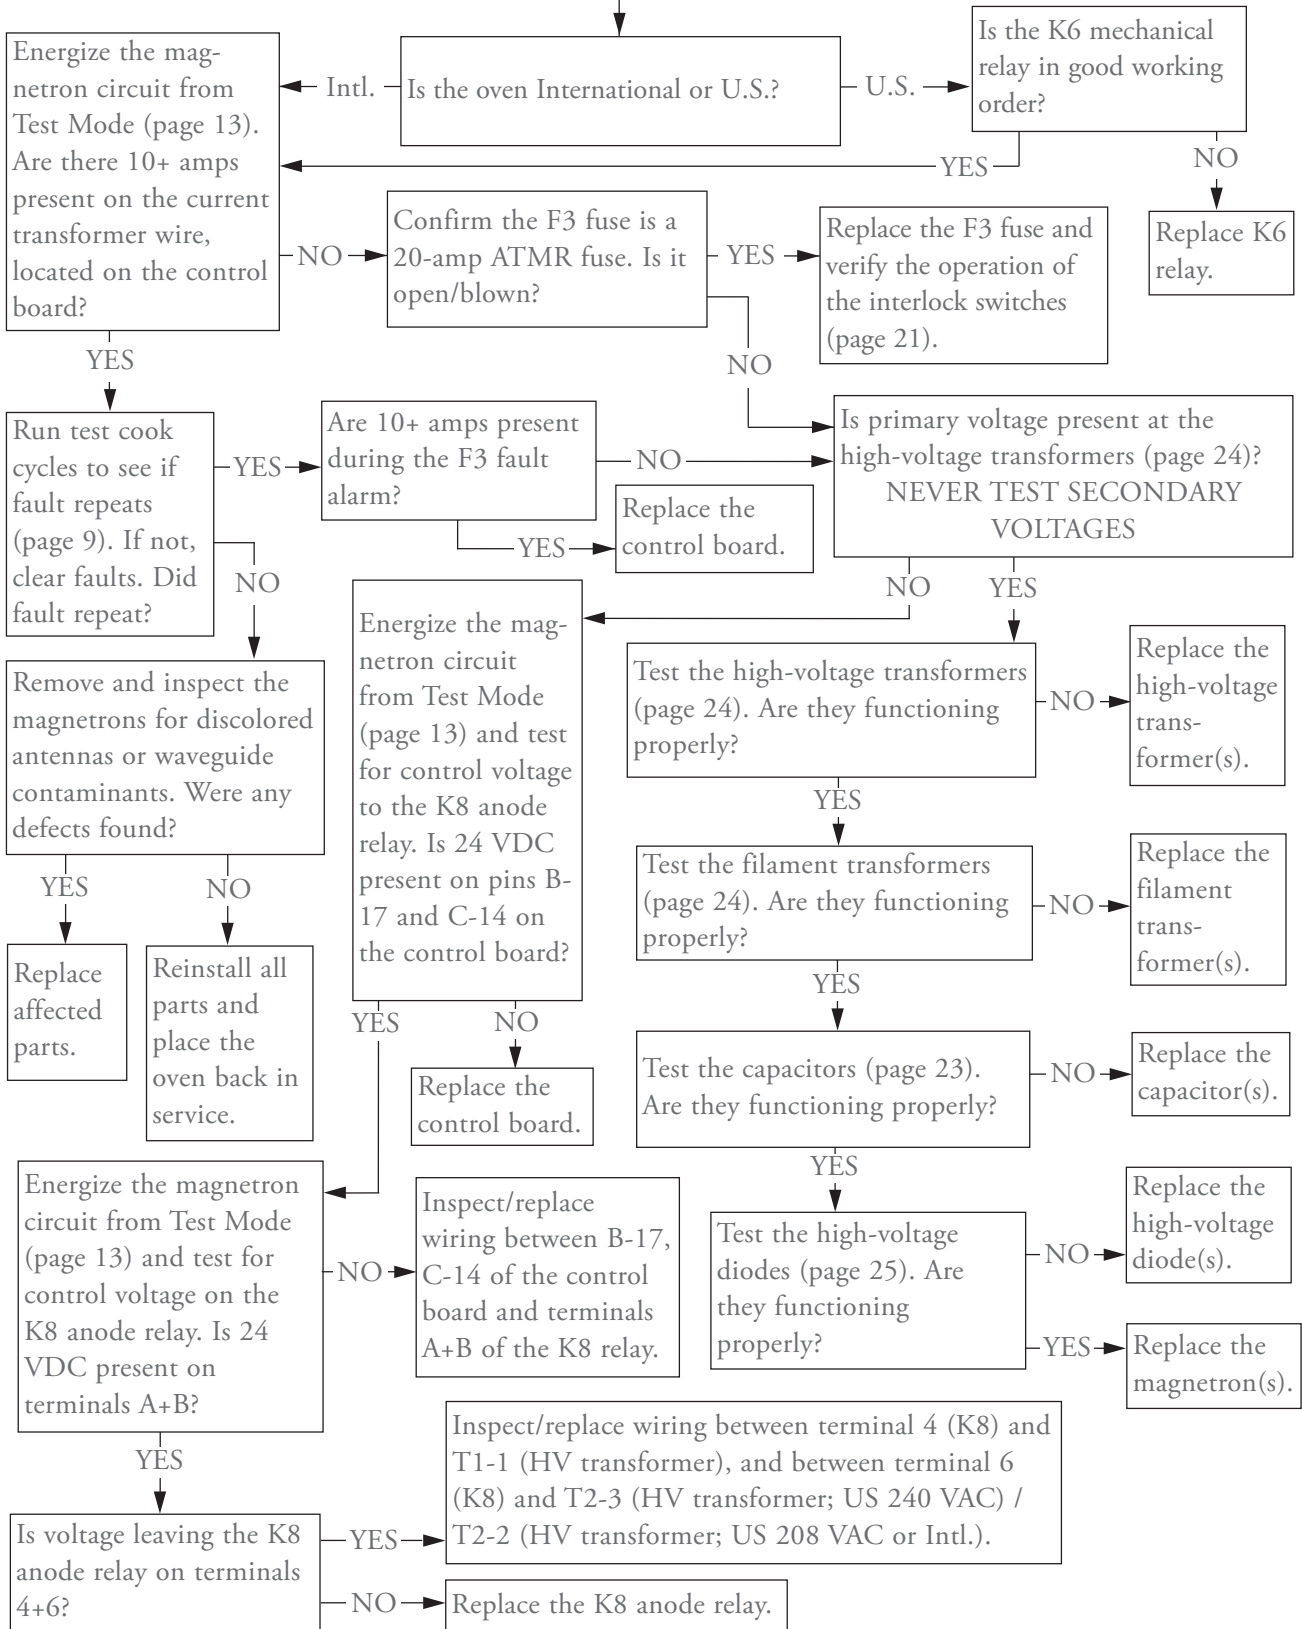 Is the oven International or U.S.?
Intl.
U.S.
Is the K6 mechanical
relay in good working
order?
YES
NO
Replace K6
relay.
Energize the mag-
netron circuit from
Test Mode (page 13).
Are there 10+ amps
present on the current
transformer wire,
located on the control
board?
NO
YES
Confirm the F3 fuse is a
20-amp ATMR fuse. Is it
open/blown?
YES
NO
Replace the F3 fuse and
verify the operation of
the interlock switches
(page 21).
Run test cook
cycles to see if
fault repeats
(page 9). If not,
clear faults. Did
fault repeat?
YES
NO
Are 10+ amps present
during the F3 fault
alarm?
NO
YES
Replace the
control board.
Is primary voltage present at the
high-voltage transformers (page 24)?
NEVER TEST SECONDARY
VOLTAGES
NO
YES
Remove and inspect the
magnetrons for discolored
antennas or waveguide
contaminants. Were any
defects found?
YES
NO
Replace
affected
parts.
Reinstall all
parts and
place the
oven back in
service.
Energize the mag-
netron circuit
from Test Mode
(page 13) and test
for control voltage
to the K8 anode
relay. Is 24 VDC
present on pins B-
17 and C-14 on
the control board?
YES
NO
Replace the
control board.
Test the high-voltage transformers
(page 24). Are they functioning
properly?
NO
YES
Replace the
high-voltage
trans-
former(s).
Test the filament transformers
(page 24). Are they functioning
properly?
NO
YES
Replace the
filament
trans-
former(s).
Test the capacitors (page 23).
Are they functioning properly?
NO
YES
Replace the
capacitor(s).
Test the high-voltage
diodes (page 25). Are
they functioning
properly?
NO
YES
Replace the
high-voltage
diode(s).
Replace the
magnetron(s).
Energize the magnetron
circuit from Test Mode
(page 13) and test for
control voltage on the
K8 anode relay. Is 24
VDC present on
terminals A+B?
NO
YES
Inspect/replace
wiring between B-17,
C-14 of the control
board and terminals
A+B of the K8 relay.
Is voltage leaving the K8
anode relay on terminals
4+6?
YES
NO
Inspect/replace wiring between terminal 4 (K8) and
T1-1 (HV transformer), and between terminal 6
(K8) and T2-3 (HV transformer; US 240 VAC) /
T2-2 (HV transformer; US 208 VAC or Intl.).
Replace the K8 anode relay.